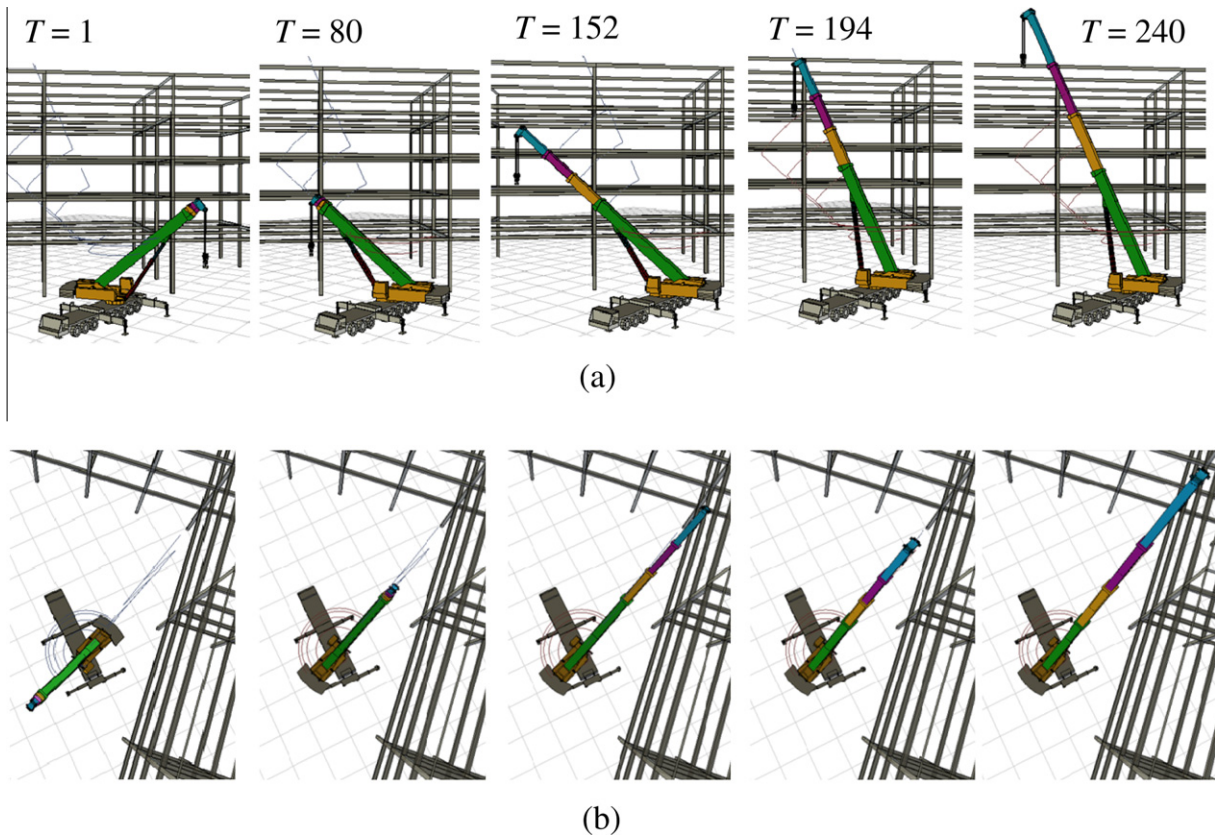 T = 1
T = 80
T = 152
T = 194
T = 240
(a)
(b)